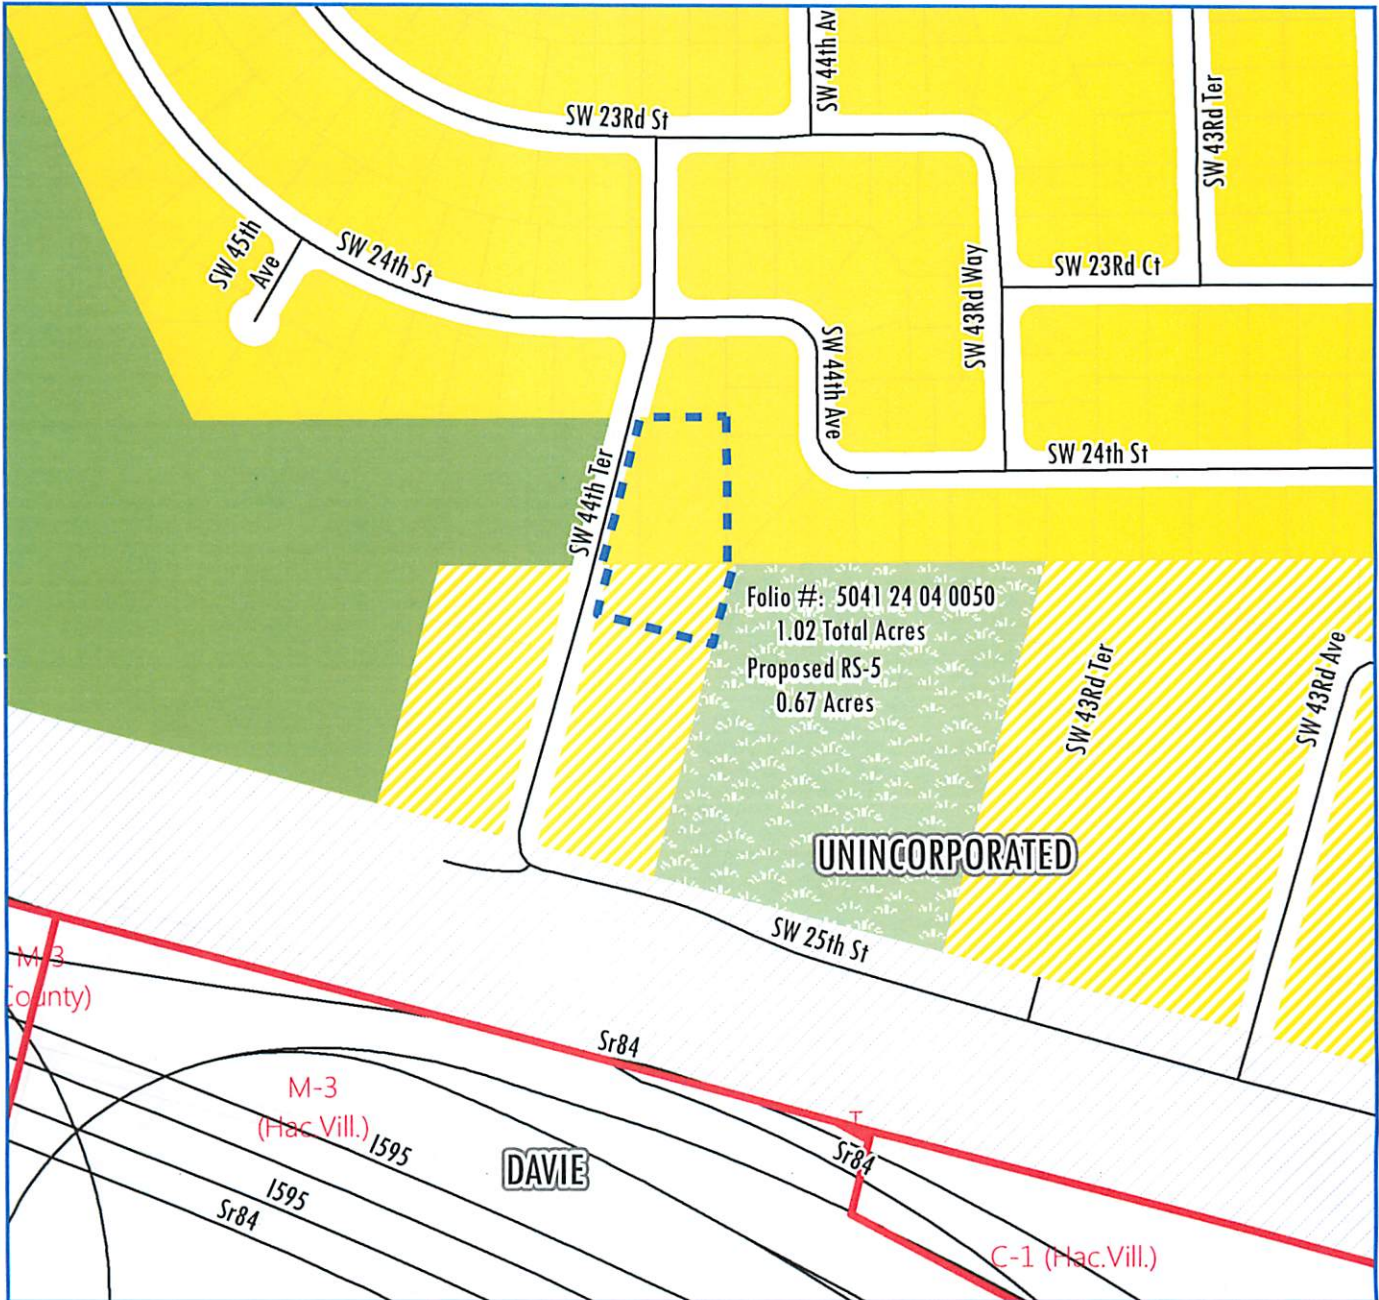 SW 44th Av
SW 23Rd St
SW 43Rd Ter
SW 45th
Ave
SW 24th St
SW 43Rd Way
SW 23Rd Ct
SW 44th Ave
SW 24th St
SW 44th Ter
Folio #: 5041 24 04 0050
1.02 Total Acres
Proposed RS-5
0.67 Acres
SW 43Rd Ter
SW 43Rd Ave
UNINCORPORATED
SW 25th St
M-3
County)
Sr84
M-3
(Hac.Vill.)
I595
T
Sr84
DAVIE
I595
Sr84
C-1 (Hac.Vill.)